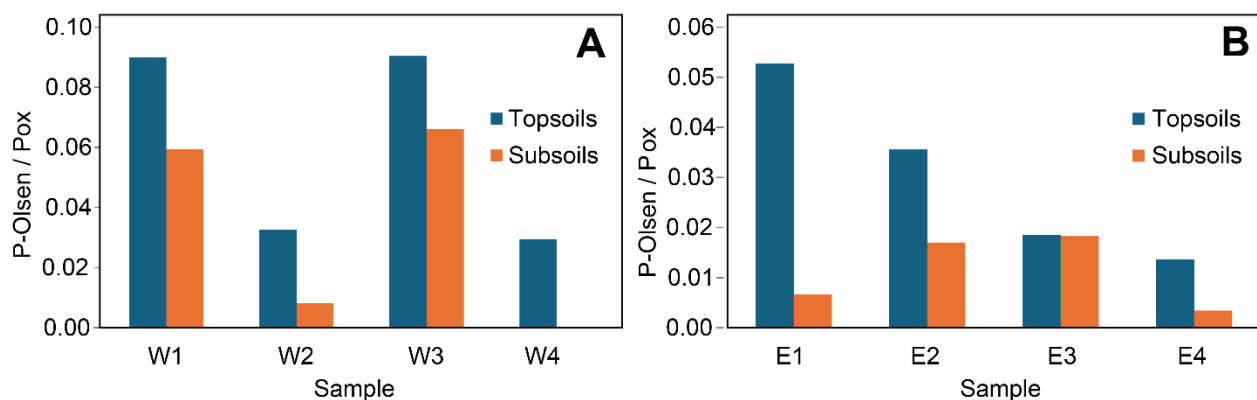 A
P-Olsen / Pox
0.10
0.08
0.06
0.04
0.02
0.00
Topsoils
Subsoils
W1 W2 W3 W4
Sample
B
P-Olsen / Pox
0.06
0.05
0.04
0.03
0.02
0.01
0.00
Topsoils
Subsoils
E1 E2 E3 E4
Sample